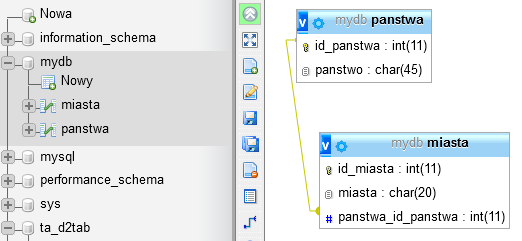 Nowa
information_schema
mydb
Nowy
miasta
panstwa
mysql
performance_schema
sys
ta_d2tab
v mydb panstwa
id_panstwa : int(11)
panstwo : char(45)
v mydb miasta
id_miasta : int(11)
miasta : char(20)
# panstwa_id_panstwa : int(11)